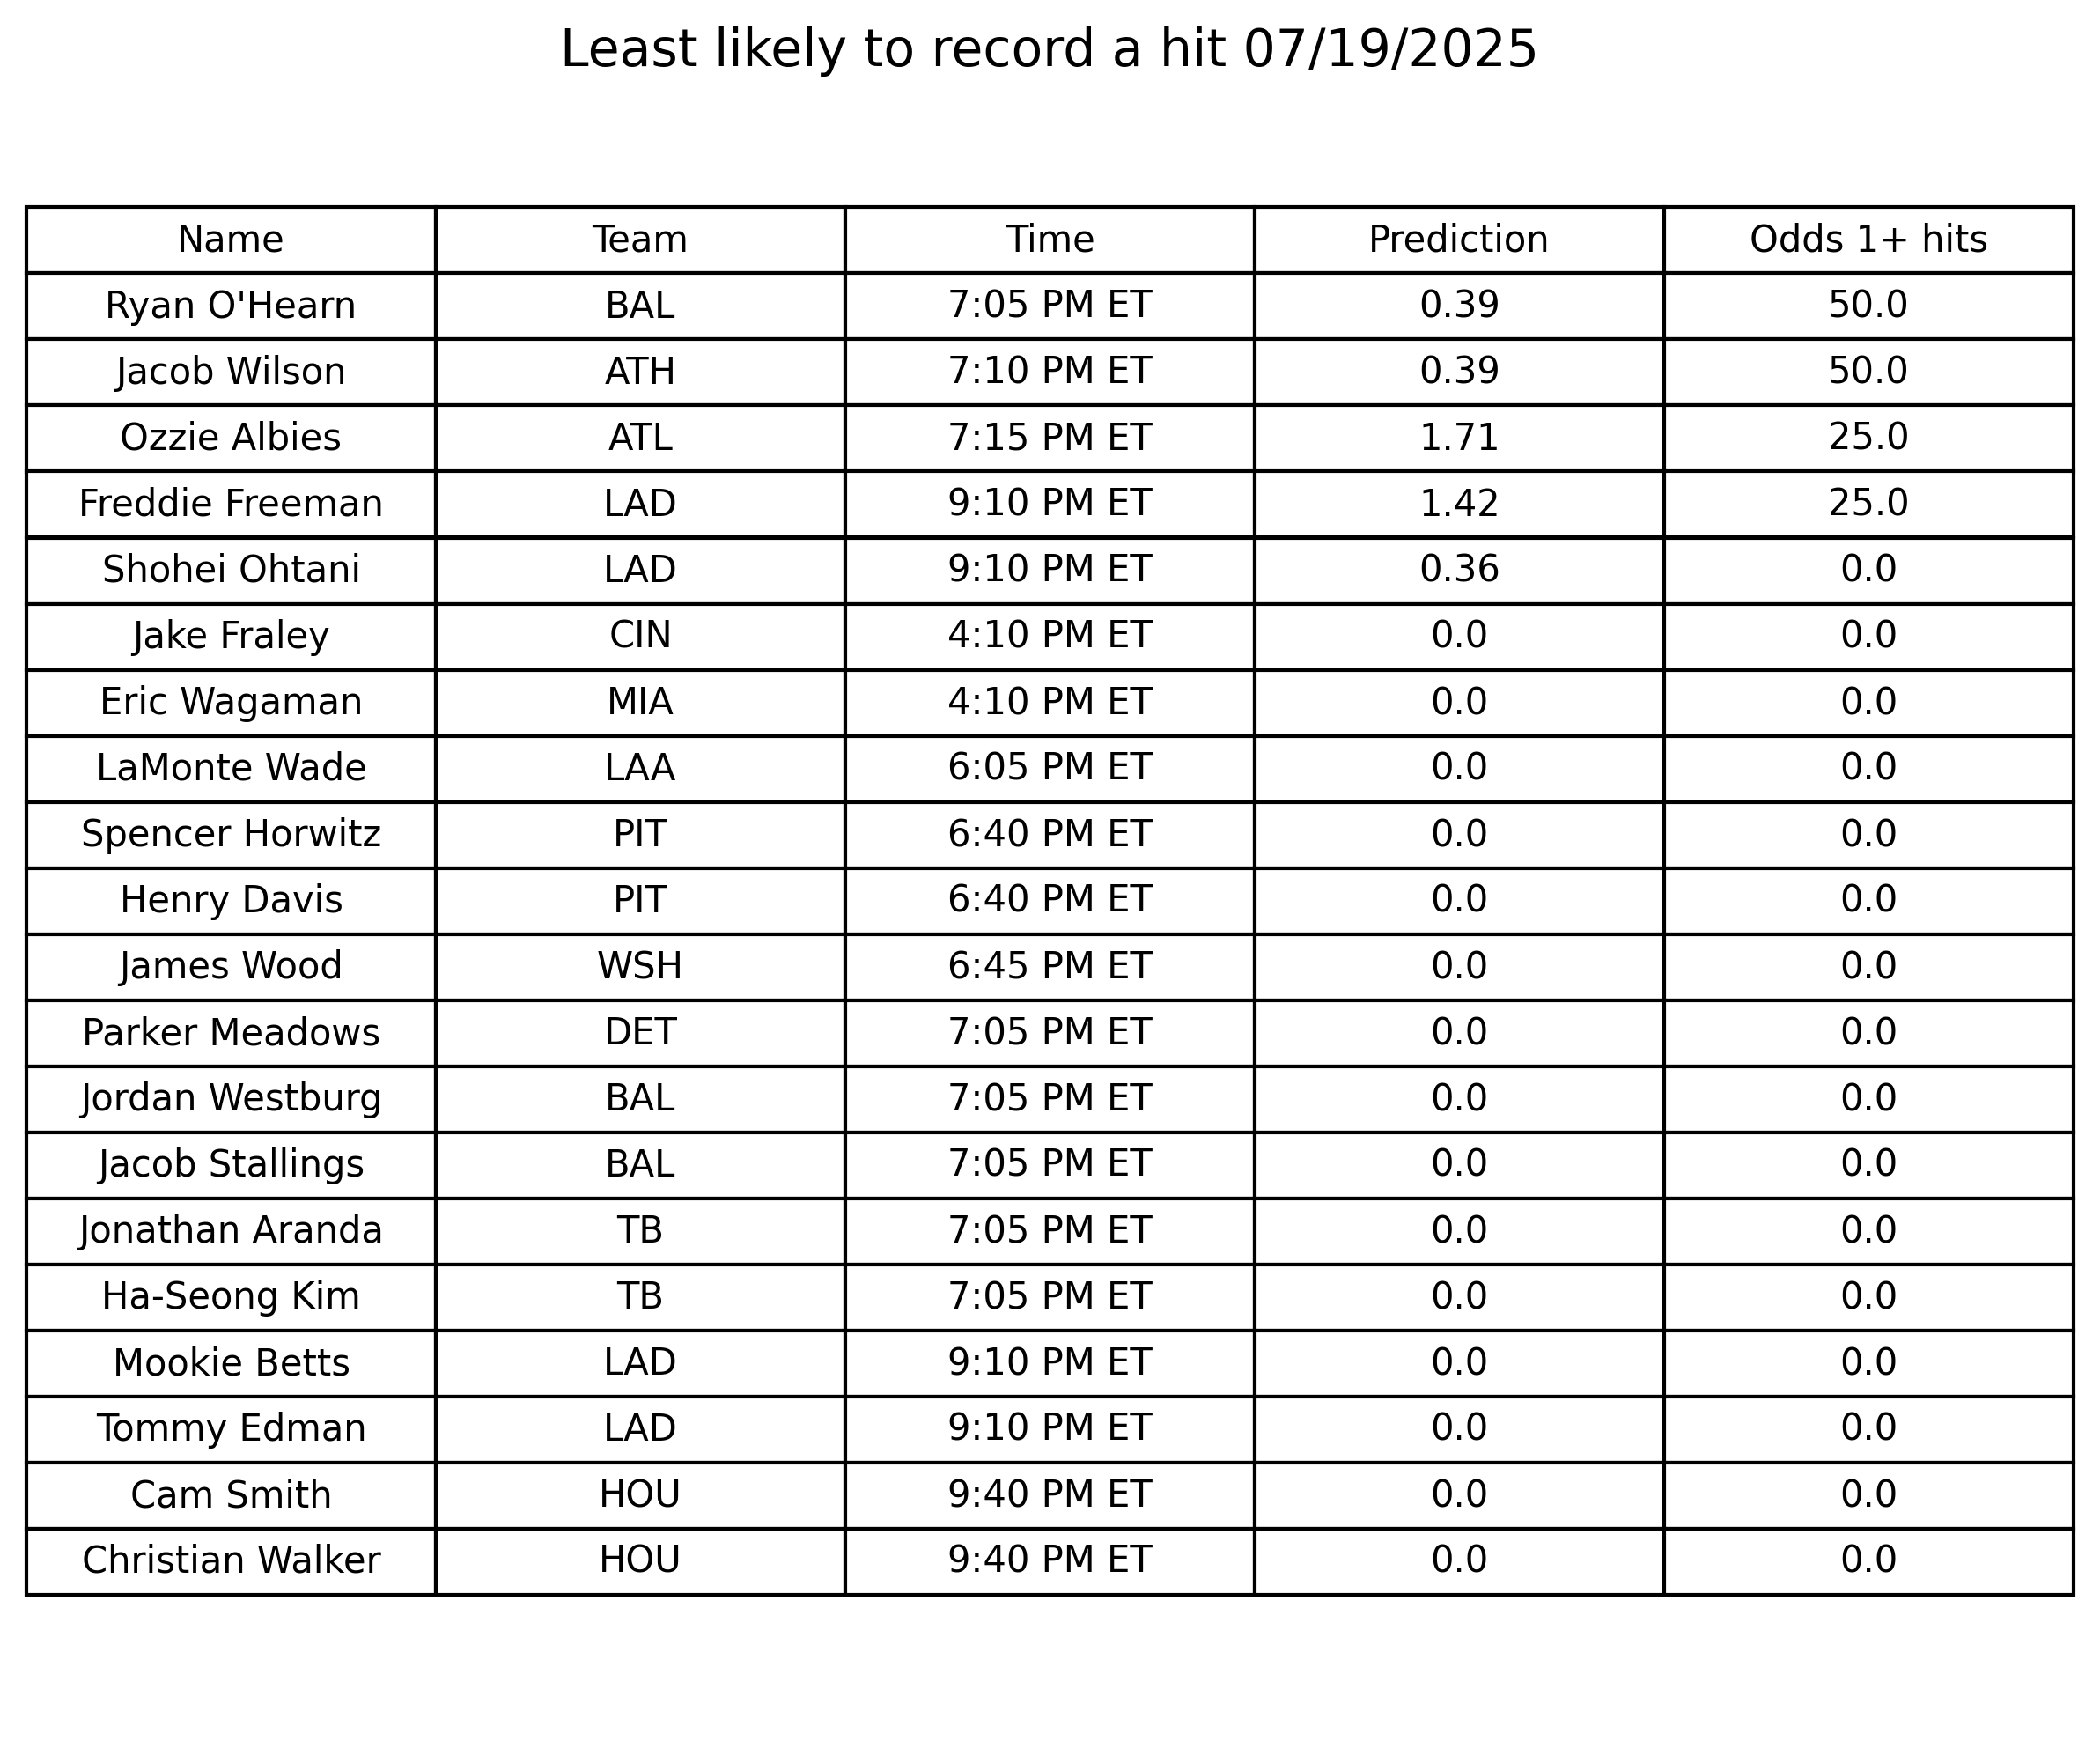 Least likely to record a hit 07/19/2025
Name Team Time Prediction Odds 1+ hits
Ryan O'Hearn BAL 7:05 PM ET 0.39 50.0
Jacob Wilson ATH 7:10 PM ET 0.39 50.0
Ozzie Albies ATL 7:15 PM ET 1.71 25.0
Freddie Freeman LAD 9:10 PM ET 1.42 25.0
Shohei Ohtani LAD 9:10 PM ET 0.36 0.0
Jake Fraley CIN 4:10 PM ET 0.0 0.0
Eric Wagaman MIA 4:10 PM ET 0.0 0.0
LaMonte Wade LAA 6:05 PM ET 0.0 0.0
Spencer Horwitz PIT 6:40 PM ET 0.0 0.0
Henry Davis PIT 6:40 PM ET 0.0 0.0
James Wood WSH 6:45 PM ET 0.0 0.0
Parker Meadows DET 7:05 PM ET 0.0 0.0
Jordan Westburg BAL 7:05 PM ET 0.0 0.0
Jacob Stallings BAL 7:05 PM ET 0.0 0.0
Jonathan Aranda TB 7:05 PM ET 0.0 0.0
Ha-Seong Kim TB 7:05 PM ET 0.0 0.0
Mookie Betts LAD 9:10 PM ET 0.0 0.0
Tommy Edman LAD 9:10 PM ET 0.0 0.0
Cam Smith HOU 9:40 PM ET 0.0 0.0
Christian Walker HOU 9:40 PM ET 0.0 0.0